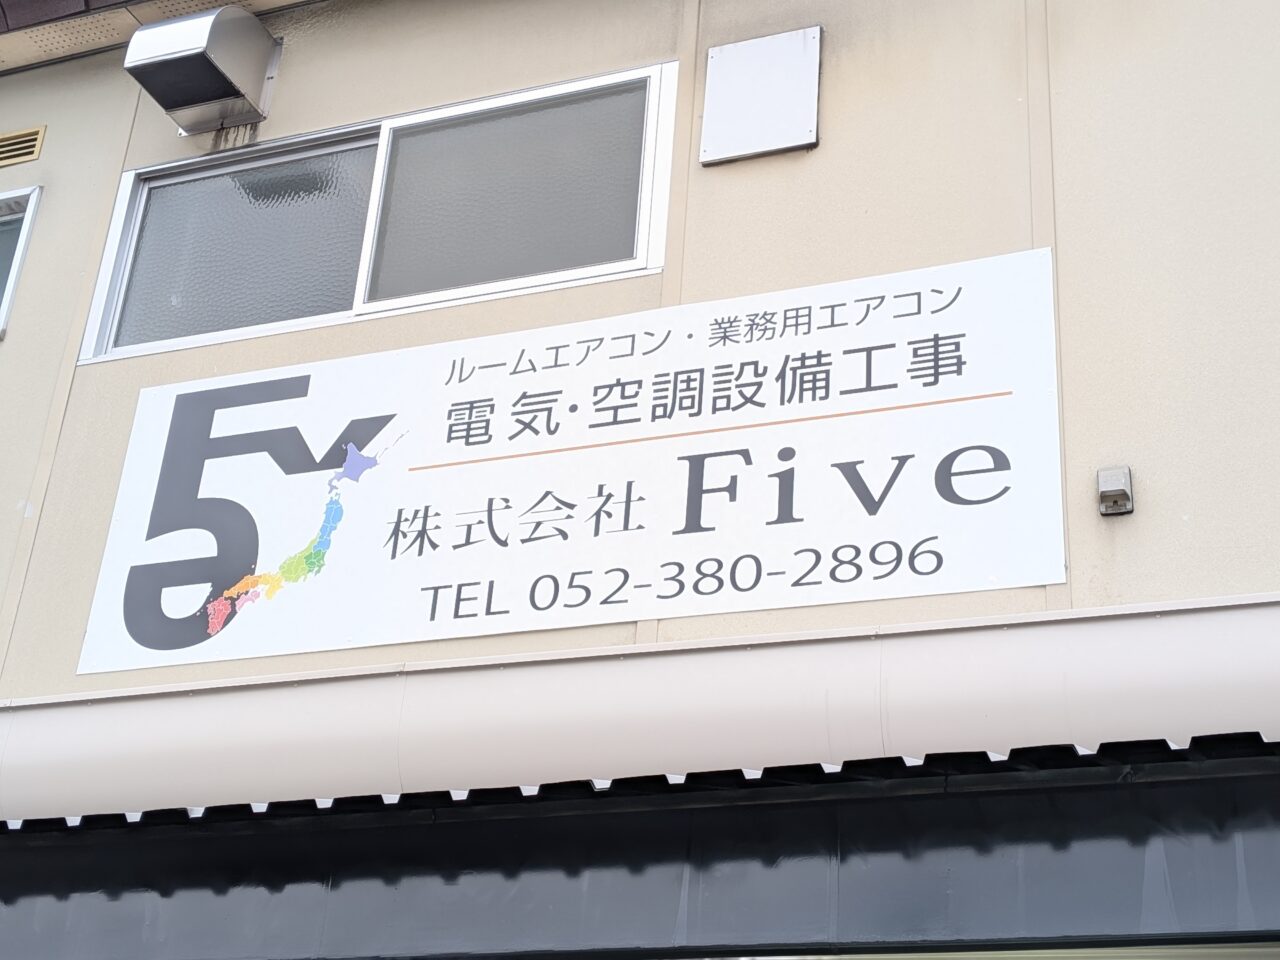 ルームエアコン・業務用エアコン
電気・空調設備工事
株式会社 Five
TEL 052-380-2896